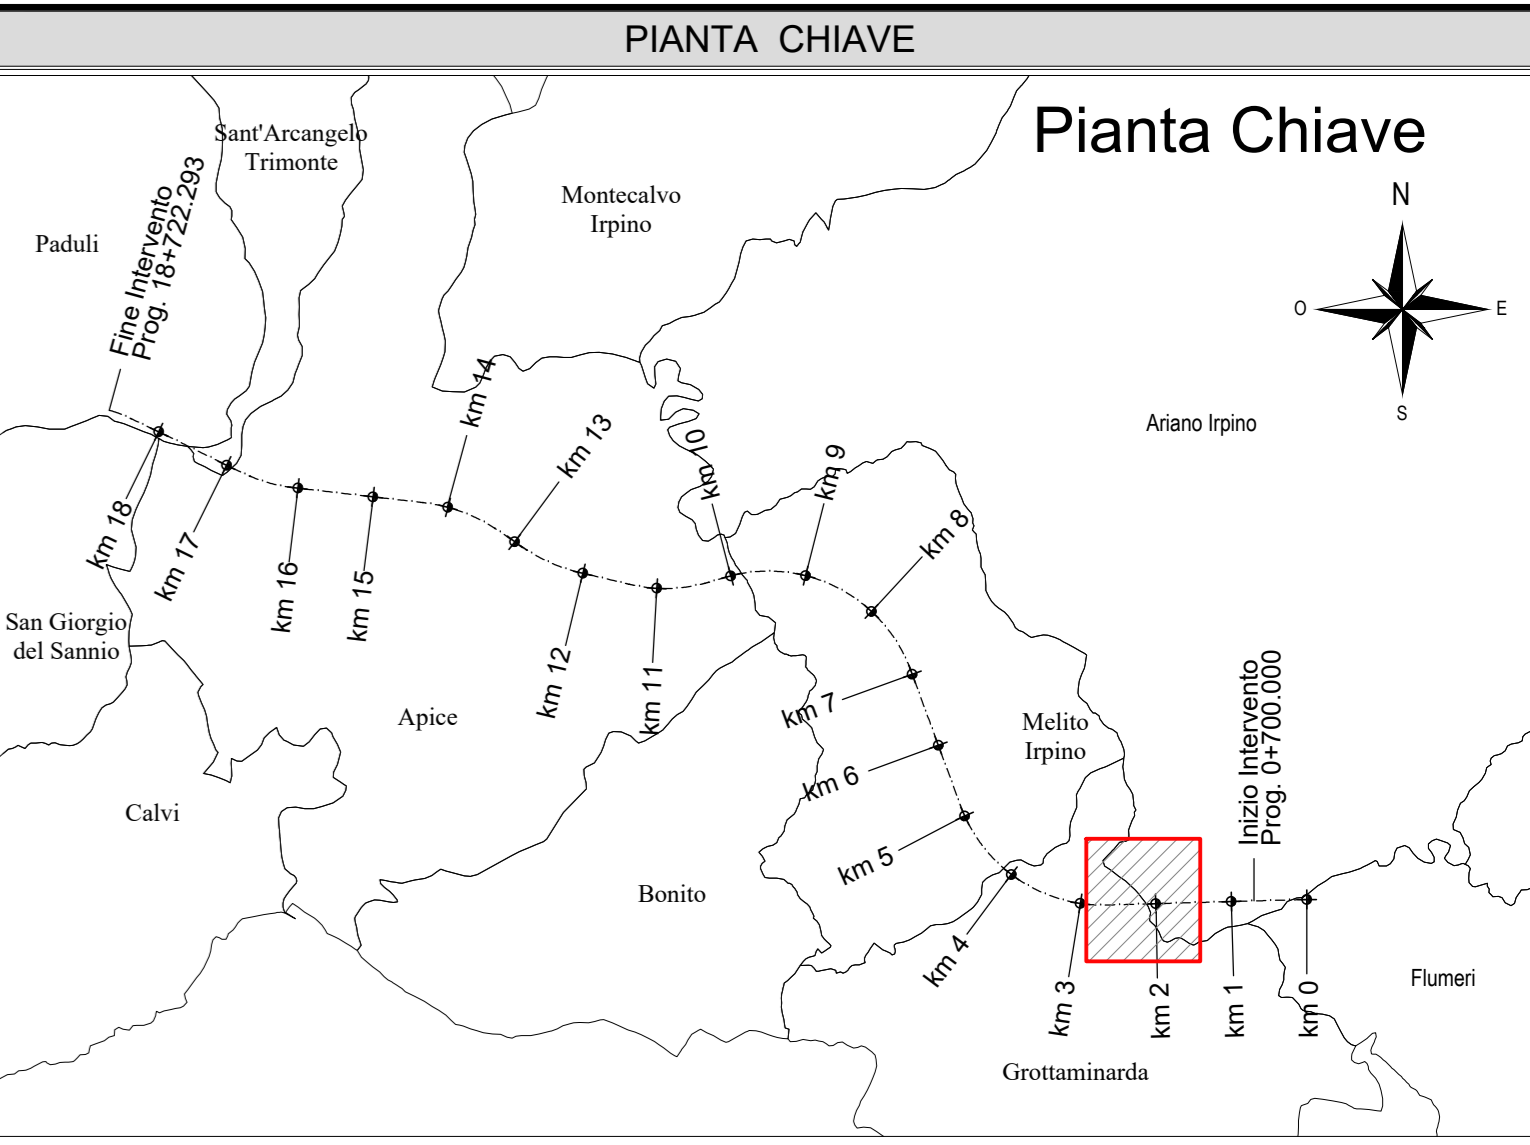 PIANTA CHIAVE
Pianta Chiave
N
O
E
S
Sant'Arcangelo
Trimonte
Montecalvo
Irpino
Paduli
Fine Intervento
Prog. 18+722.293
Ariano Irpino
km 18
km 17
km 16
km 15
km 14
km 13
km 12
km 11
km 10
km 9
km 8
km 7
km 6
km 5
km 4
km 3
km 2
km 1
km 0
San Giorgio
del Sannio
Apice
Melito
Irpino
Inizio Intervento
Prog. 0+700.000
Calvi
Bonito
Flumeri
Grottaminarda